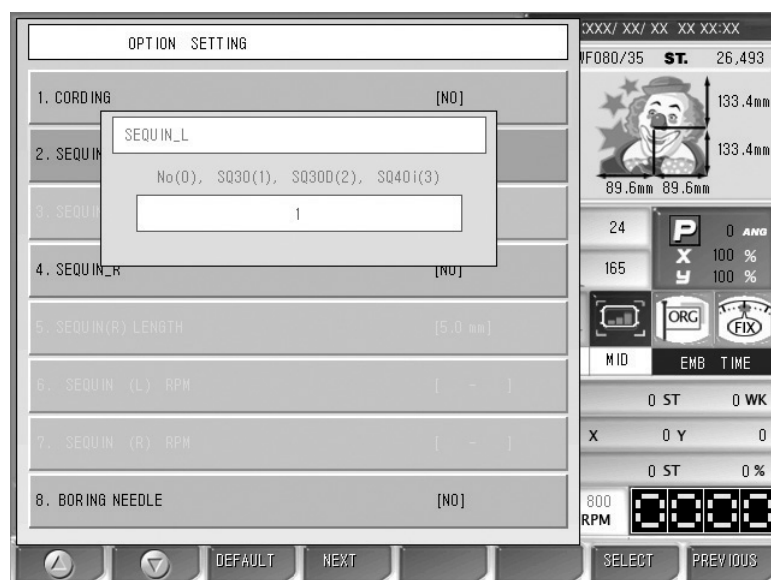 OPTION SETTING
1. CORDING [NO]
2. SEQUIN
SEQUIN_L
No(0), SQ30(1), SQ30D(2), SQ40i(3)
1
3. SEQUIN
4. SEQUIN_R [NO]
5. SEQUIN(R) LENGTH [5.0 mm]
6. SEQUIN (L) RPM [ - ]
7. SEQUIN (R) RPM [ - ]
8. BORING NEEDLE [NO]
DEFAULT NEXT SELECT PREVIOUS
XXX/ XX/ XX XX XX:XX
WF080/35 ST. 26,493
133.4mm
133.4mm
89.6mm 89.6mm
24
165
P 0 ANG
X 100 %
Y 100 %
ORG
FIX
MID EMB TIME
0 ST 0 WK
X 0 Y 0
0 ST 0 %
800
RPM
0000